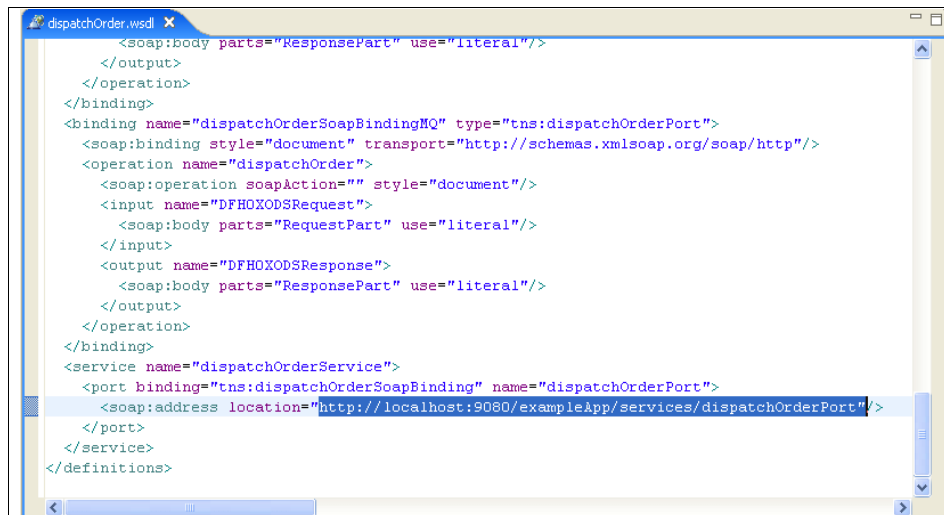 dispatchOrder.wsdl
<soap:body parts="ResponsePart" use="literal"/>
</output>
</operation>
</binding>
<binding name="dispatchOrderSoapBindingMQ" type="tns:dispatchOrderPort">
<soap:binding style="document" transport="http://schemas.xmlsoap.org/soap/http"/>
<operation name="dispatchOrder">
<soap:operation soapAction="" style="document"/>
<input name="DFH0XODSRequest">
<soap:body parts="RequestPart" use="literal"/>
</input>
<output name="DFH0XODSResponse">
<soap:body parts="ResponsePart" use="literal"/>
</output>
</operation>
</binding>
<service name="dispatchOrderService">
<port binding="tns:dispatchOrderSoapBinding" name="dispatchOrderPort">
<soap:address location="http://localhost:9080/exampleApp/services/dispatchOrderPort"/>
</port>
</service>
</definitions>